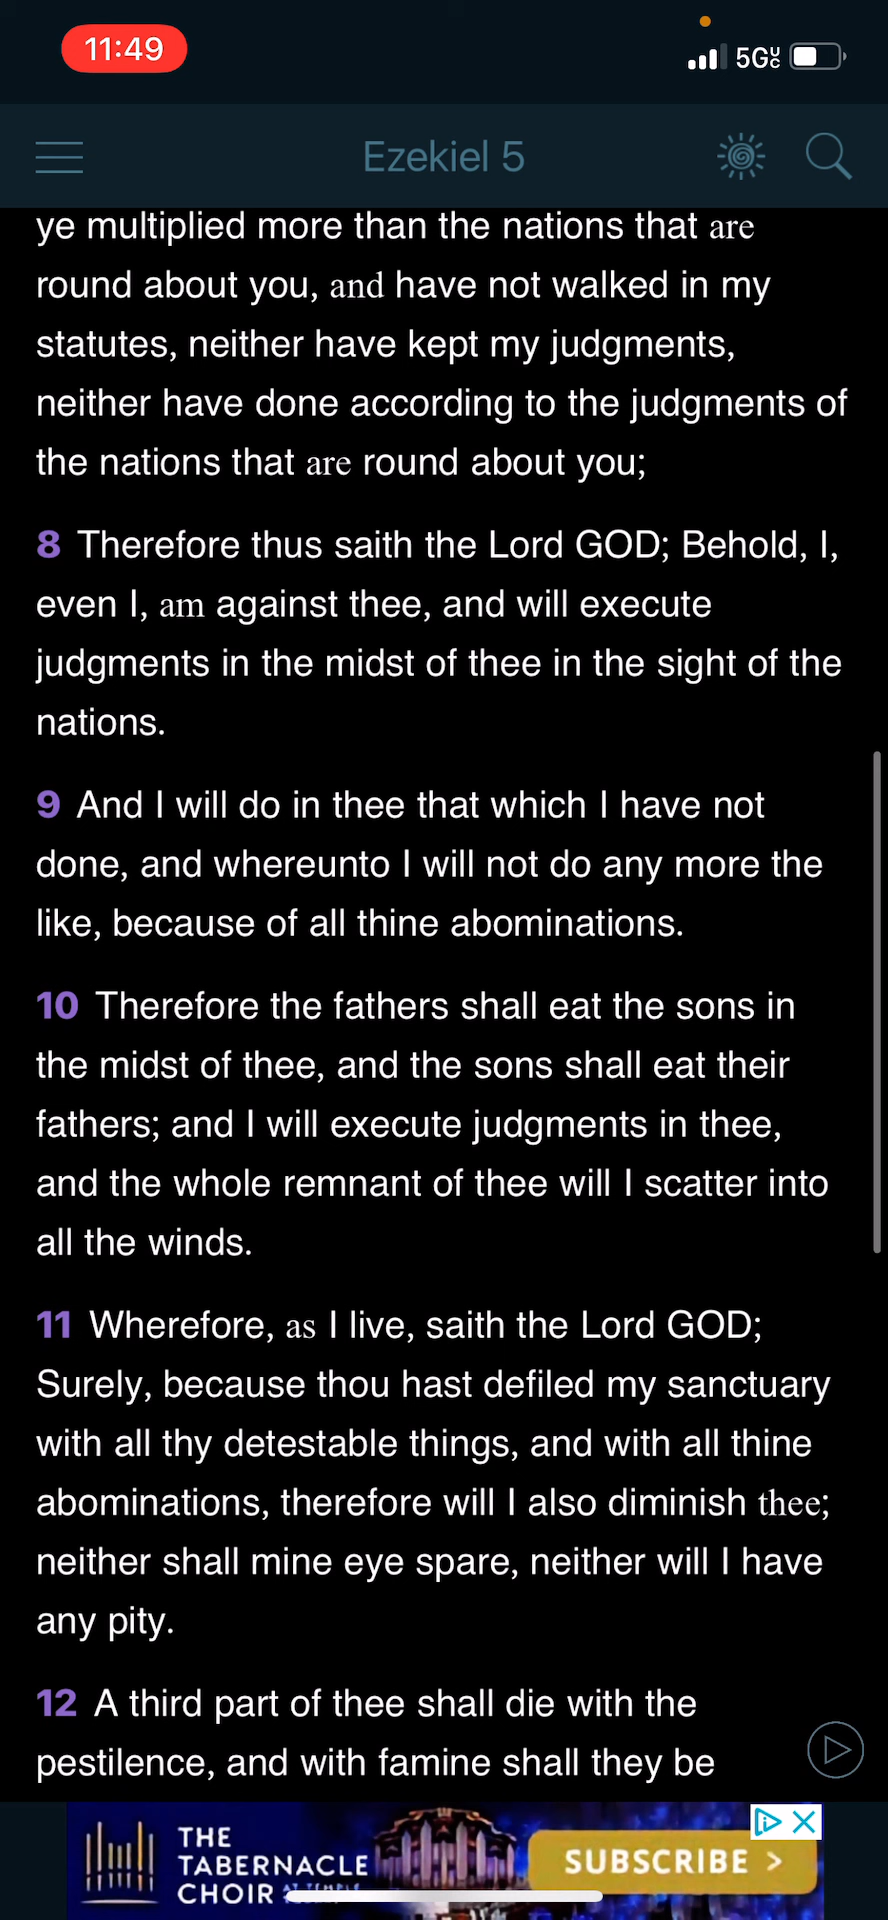 11:49
5G UC
Ezekiel 5
ye multiplied more than the nations that are
round about you, and have not walked in my
statutes, neither have kept my judgments,
neither have done according to the judgments of
the nations that are round about you;
8 Therefore thus saith the Lord GOD; Behold, I,
even I, am against thee, and will execute
judgments in the midst of thee in the sight of the
nations.
9 And I will do in thee that which I have not
done, and whereunto I will not do any more the
like, because of all thine abominations.
10 Therefore the fathers shall eat the sons in
the midst of thee, and the sons shall eat their
fathers; and I will execute judgments in thee,
and the whole remnant of thee will I scatter into
all the winds.
11 Wherefore, as I live, saith the Lord GOD;
Surely, because thou hast defiled my sanctuary
with all thy detestable things, and with all thine
abominations, therefore will I also diminish thee;
neither shall mine eye spare, neither will I have
any pity.
12 A third part of thee shall die with the
pestilence, and with famine shall they be
THE
TABERNACLE
CHOIR
SUBSCRIBE >